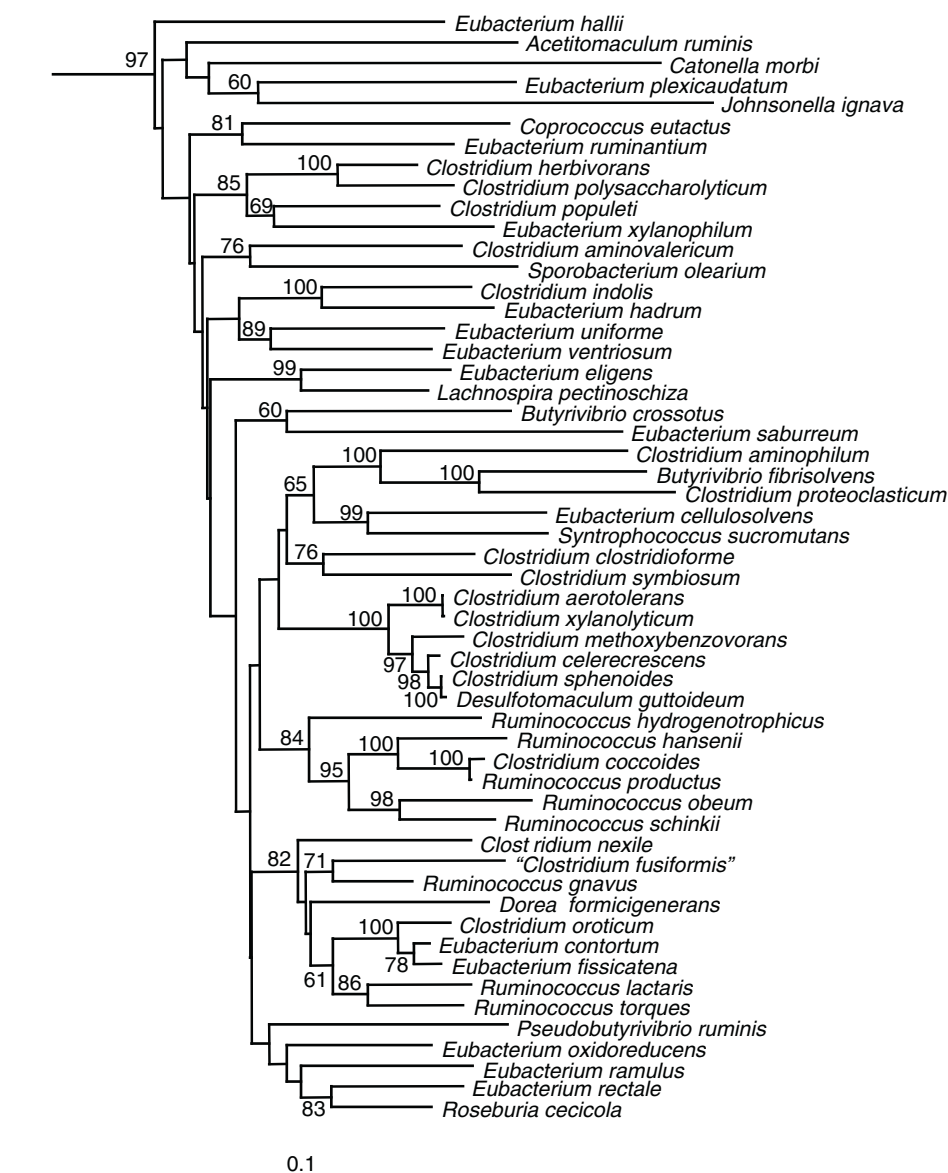 Eubacterium hallii
Acetitomaculum ruminis
97
Catonella morbi
60
Eubacterium plexicaudatum
Johnsonella ignava
81
Coprococcus eutactus
Eubacterium ruminantium
100
Clostridium herbivorans
85
Clostridium polysaccharolyticum
69
Clostridium populeti
Eubacterium xylanophilum
76
Clostridium aminovalericum
Sporobacterium olearium
100
Clostridium indolis
Eubacterium hadrum
89
Eubacterium uniforme
Eubacterium ventriosum
99
Eubacterium eligens
Lachnospira pectinoschiza
60
Butyrivibrio crossotus
Eubacterium saburreum
100
Clostridium aminophilum
100
Butyrivibrio fibrisolvens
65
Clostridium proteoclasticum
99
Eubacterium cellulosolvens
Syntrophococcus sucromutans
76
Clostridium clostridioforme
Clostridium symbiosum
100
Clostridium aerotolerans
100
Clostridium xylanolyticum
Clostridium methoxybenzovorans
97
Clostridium celerecrescens
98
Clostridium sphenoides
100
Desulfotomaculum guttoideum
Ruminococcus hydrogenotrophicus
84
100
Ruminococcus hansenii
100
Clostridium coccoides
95
Ruminococcus productus
98
Ruminococcus obeum
Ruminococcus schinkii
Clost ridium nexile
82
71
“Clostridium fusiformis”
Ruminococcus gnavus
Dorea  formicigenerans
100
Clostridium oroticum
Eubacterium contortum
78
Eubacterium fissicatena
61
86
Ruminococcus lactaris
Ruminococcus torques
Pseudobutyrivibrio ruminis
Eubacterium oxidoreducens
Eubacterium ramulus
Eubacterium rectale
83
Roseburia cecicola
0.1